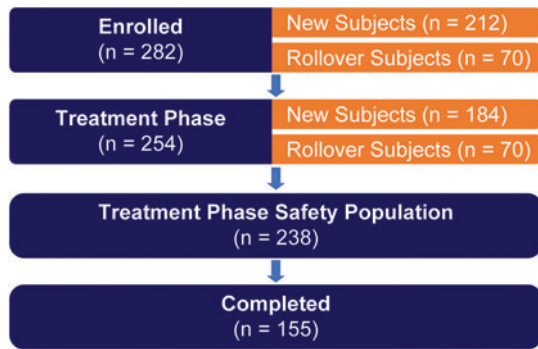 Enrolled
(n = 282)
New Subjects (n = 212)
Rollover Subjects (n = 70)
Treatment Phase
(n = 254)
New Subjects (n = 184)
Rollover Subjects (n = 70)
Treatment Phase Safety Population
(n = 238)
Completed
(n = 155)